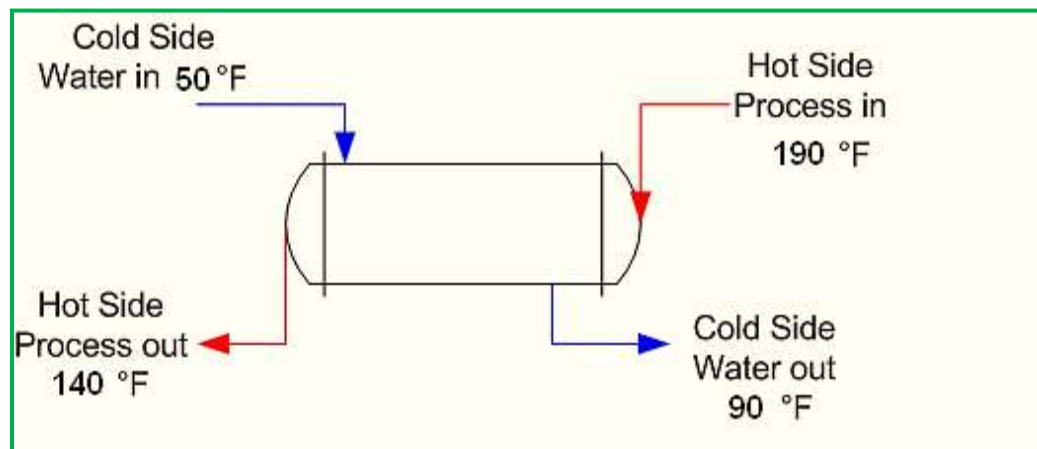 Cold Side
Water in 50 °F
Hot Side
Process in
190 °F
Hot Side
Process out
140 °F
Cold Side
Water out
90 °F